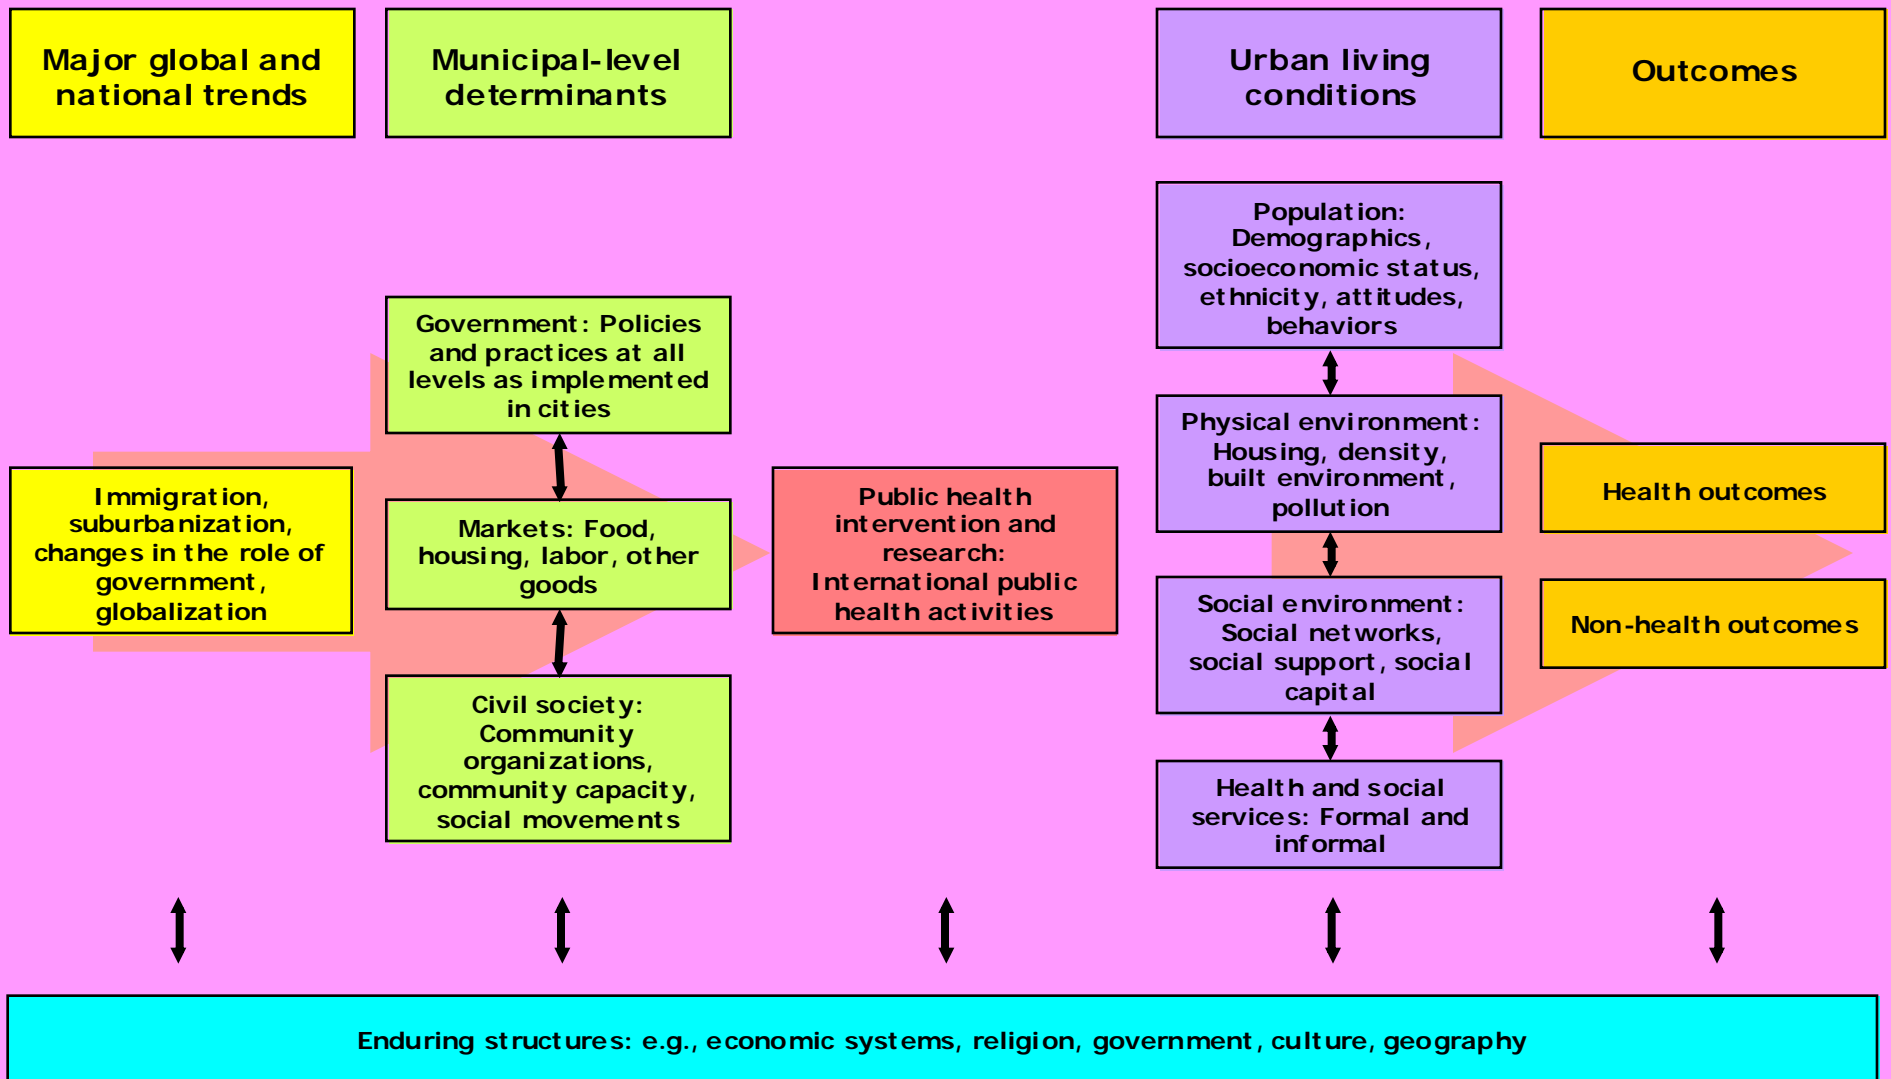 Major global and
national trends
Municipal-level
determinants
Urban living
conditions
Outcomes
Immigration,
suburbanization,
changes in the role of
government,
globalization
Government: Policies
and practices at all
levels as implemented
in cities
Markets: Food,
housing, labor, other
goods
Civil society:
Community
organizations,
community capacity,
social movements
Public health
intervention and
research:
International public
health activities
Population:
Demographics,
socioeconomic status,
ethnicity, attitudes,
behaviors
Physical environment:
Housing, density,
built environment,
pollution
Social environment:
Social networks,
social support, social
capital
Health and social
services: Formal and
informal
Health outcomes
Non-health outcomes
Enduring structures: e.g., economic systems, religion, government, culture, geography